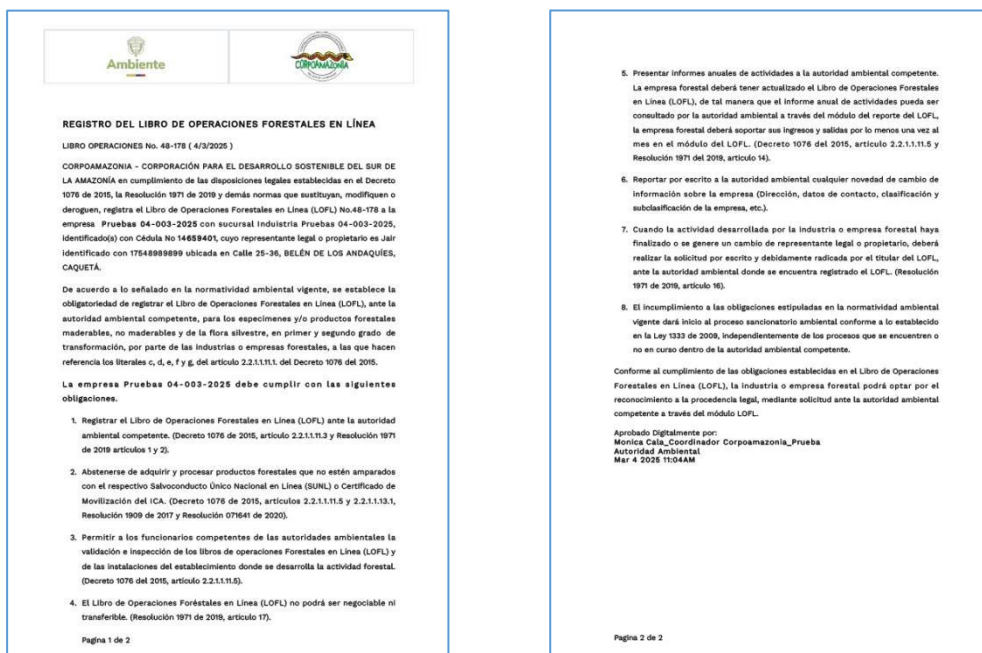 Ambiente
CORPOAMAZONIA
REGISTRO DEL LIBRO DE OPERACIONES FORESTALES EN LÍNEA
LIBRO OPERACIONES No. 48-178 ( 4/3/2025 )
CORPOAMAZONIA - CORPORACIÓN PARA EL DESARROLLO SOSTENIBLE DEL SUR DE
LA AMAZONÍA en cumplimiento de las disposiciones legales establecidas en el Decreto
1076 de 2015, la Resolución 1971 de 2019 y demás normas que sustituyan, modifiquen o
deroguen, registra el Libro de Operaciones Forestales en Línea (LOFL) No.48-178 a la
empresa Pruebas 04-003-2025 con sucursal Induistria Pruebas 04-003-2025,
identificado(s) con Cédula No 14659401, cuyo representante legal o propietario es Jair
identificado con 17548989899 ubicada en Calle 25-36, BELÉN DE LOS ANDAQUÍES,
CAQUETÁ.
De acuerdo a lo señalado en la normatividad ambiental vigente, se establece la
obligatoriedad de registrar el Libro de Operaciones Forestales en Línea (LOFL), ante la
autoridad ambiental competente, para los especímenes y/o productos forestales
maderables, no maderables y de la flora silvestre, en primer y segundo grado de
transformación, por parte de las industrias o empresas forestales, a las que hacen
referencia los literales c, d, e, f y g, del artículo 2.2.1.1.11.1. del Decreto 1076 del 2015.
La empresa Pruebas 04-003-2025 debe cumplir con las siguientes
obligaciones.
1. Registrar el Libro de Operaciones Forestales en Línea (LOFL) ante la autoridad
ambiental competente. (Decreto 1076 de 2015, artículo 2.2.1.1.11.3 y Resolución 1971
de 2019 artículos 1 y 2).
2. Abstenerse de adquirir y procesar productos forestales que no estén amparados
con el respectivo Salvoconducto Único Nacional en Línea (SUNL) o Certificado de
Movilización del ICA. (Decreto 1076 de 2015, artículos 2.2.1.1.11.5 y 2.2.1.1.13.1,
Resolución 1909 de 2017 y Resolución 071641 de 2020).
3. Permitir a los funcionarios competentes de las autoridades ambientales la
validación e inspección de los libros de operaciones Forestales en Línea (LOFL) y
de las instalaciones del establecimiento donde se desarrolla la actividad forestal.
(Decreto 1076 del 2015, artículo 2.2.1.1.11.5).
4. El Libro de Operaciones Foréstales en Línea (LOFL) no podrá ser negociable ni
transferible. (Resolución 1971 de 2019, artículo 17).
Pagina 1 de 2
5. Presentar informes anuales de actividades a la autoridad ambiental competente.
La empresa forestal deberá tener actualizado el Libro de Operaciones Forestales
en Línea (LOFL), de tal manera que el informe anual de actividades pueda ser
consultado por la autoridad ambiental a través del módulo del reporte del LOFL,
la empresa forestal deberá soportar sus ingresos y salidas por lo menos una vez al
mes en el módulo del LOFL. (Decreto 1076 del 2015, artículo 2.2.1.1.11.5 y
Resolución 1971 del 2019, artículo 14).
6. Reportar por escrito a la autoridad ambiental cualquier novedad de cambio de
información sobre la empresa (Dirección, datos de contacto, clasificación y
subclasificación de la empresa, etc.).
7. Cuando la actividad desarrollada por la industria o empresa forestal haya
finalizado o se genere un cambio de representante legal o propietario, deberá
realizar la solicitud por escrito y debidamente radicada por el titular del LOFL,
ante la autoridad ambiental donde se encuentra registrado el LOFL. (Resolución
1971 de 2019, artículo 16).
8. El incumplimiento a las obligaciones estipuladas en la normatividad ambiental
vigente dará inicio al proceso sancionatorio ambiental conforme a lo establecido
en la Ley 1333 de 2009, independientemente de los procesos que se encuentren o
no en curso dentro de la autoridad ambiental competente.
Conforme al cumplimiento de las obligaciones establecidas en el Libro de Operaciones
Forestales en Línea (LOFL), la industria o empresa forestal podrá optar por el
reconocimiento a la procedencia legal, mediante solicitud ante la autoridad ambiental
competente a través del módulo LOFL.
Aprobado Digitalmente por:
Monica Cala_Coordinador Corpoamazonia_Prueba
Autoridad Ambiental
Mar 4 2025 11:04AM
Pagina 2 de 2